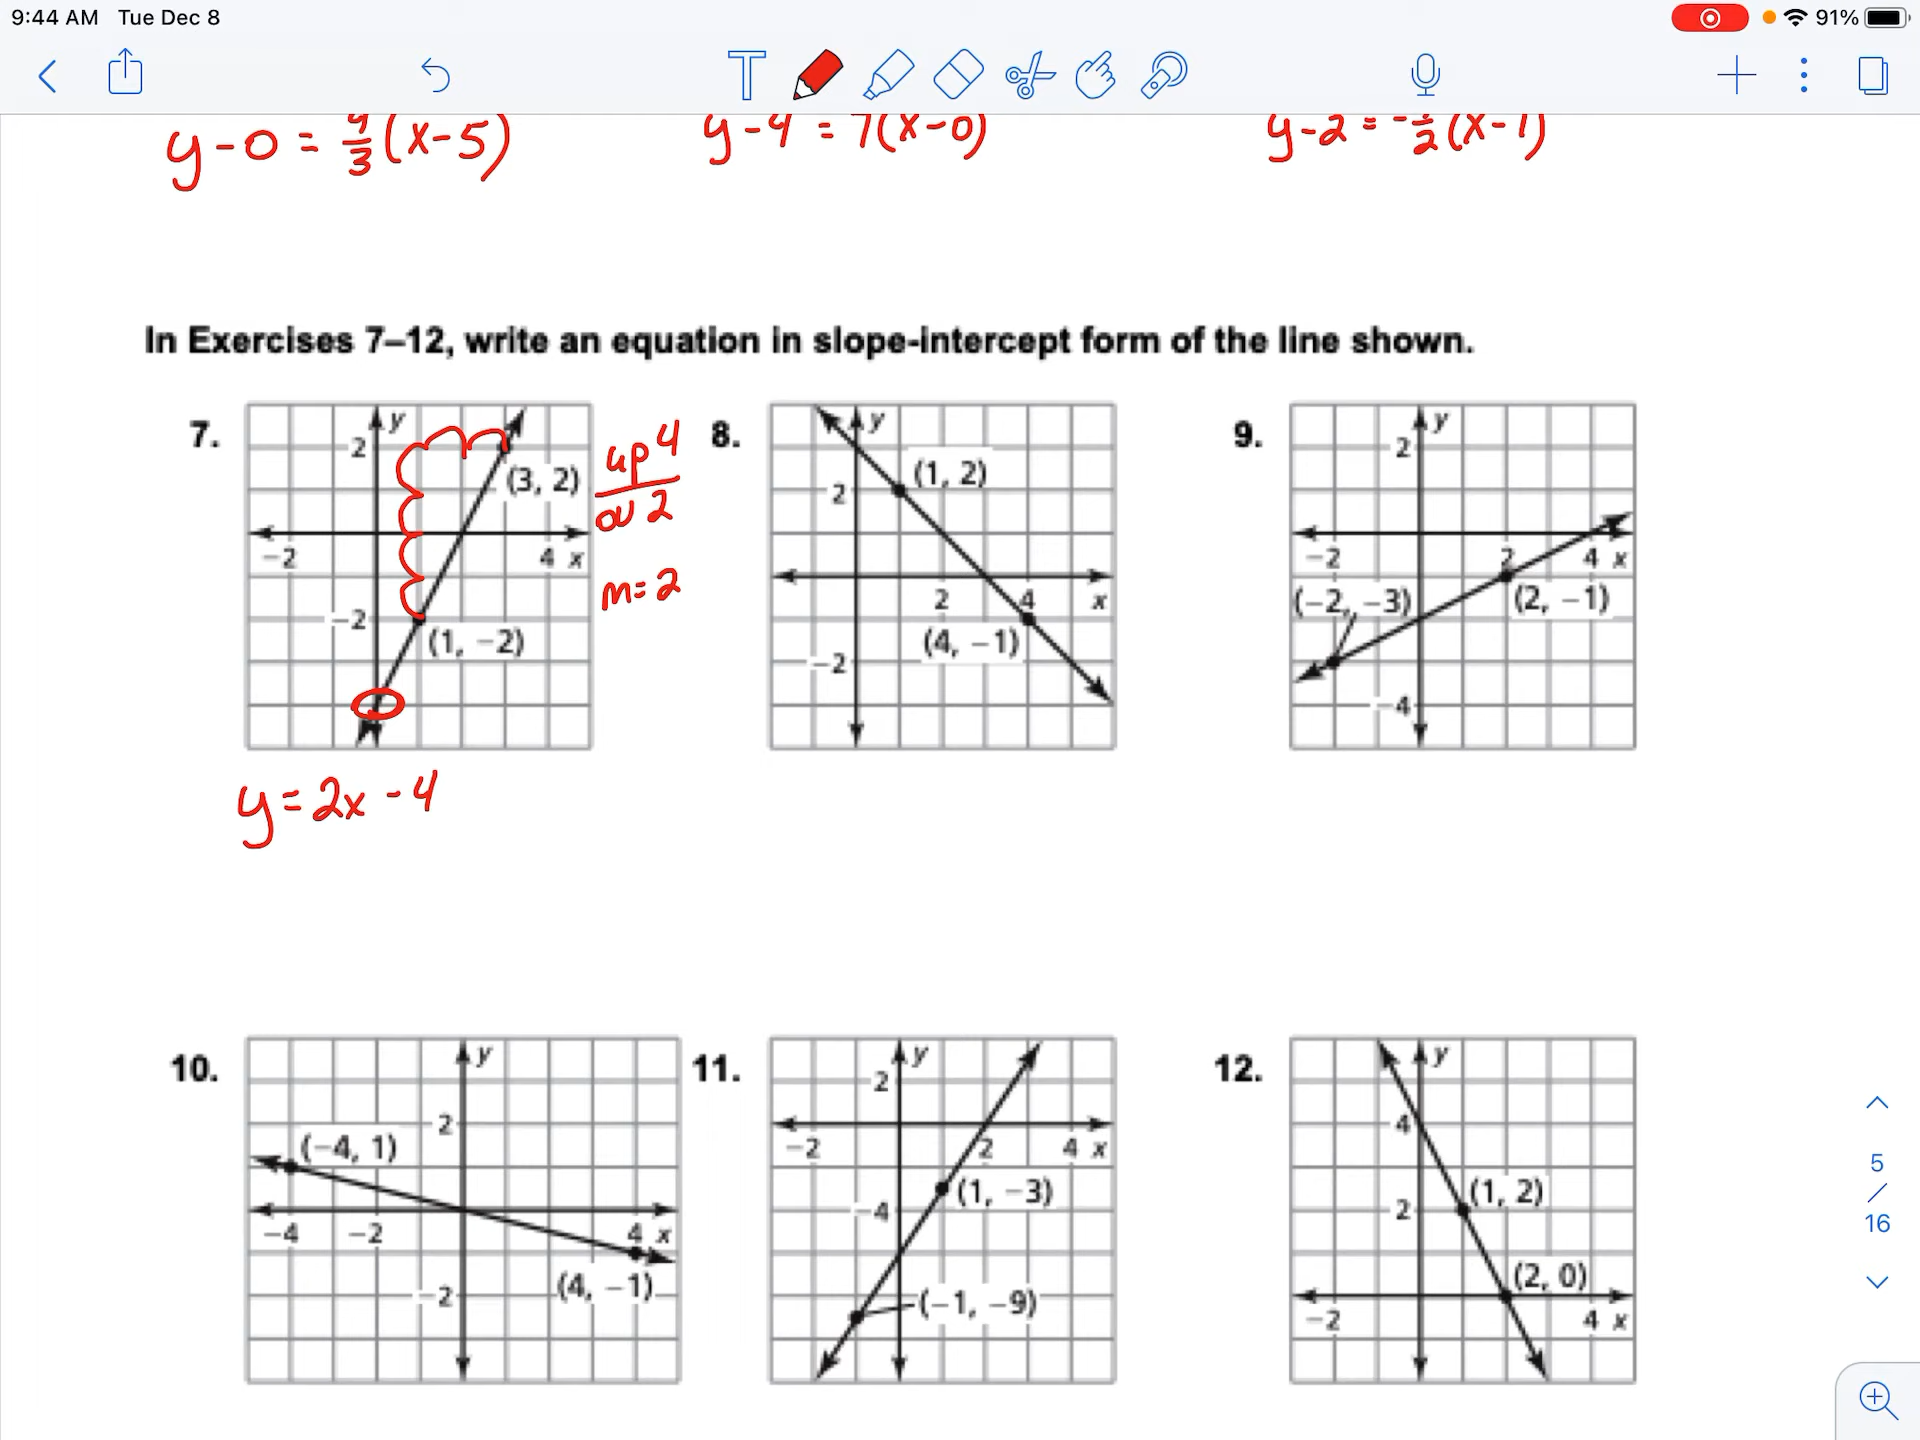 9:44 AM Tue Dec 8
91%
T
y-0 = 4/3(x-5)
y-4 = 7(x-0)
y-2 = -1/2(x-1)
In Exercises 7–12, write an equation in slope-intercept form of the line shown.
7.
y
2
(3, 2)
-2
4 x
-2
(1, -2)
up 4
ov 2
m=2
y=2x-4
8.
y
(1, 2)
2
2
4
x
(4, -1)
-2
9.
y
2
-2
2
4 x
(-2, -3)
(2, -1)
-4
10.
y
2
(-4, 1)
-4
-2
4 x
-2
(4, -1)
11.
y
2
-2
2
4 x
(1, -3)
-4
(-1, -9)
12.
y
4
(1, 2)
2
(2, 0)
-2
4 x
5
/
16